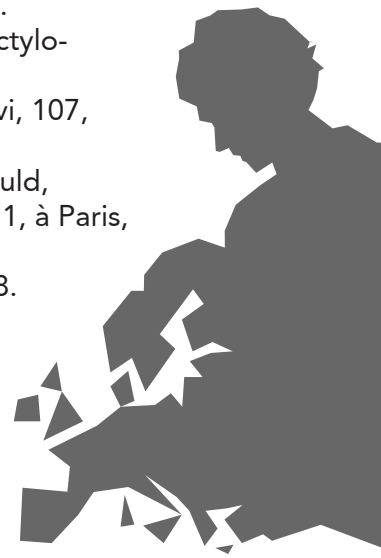 .
ctylo-
vi, 107,
uld,
1, à Paris,
3.